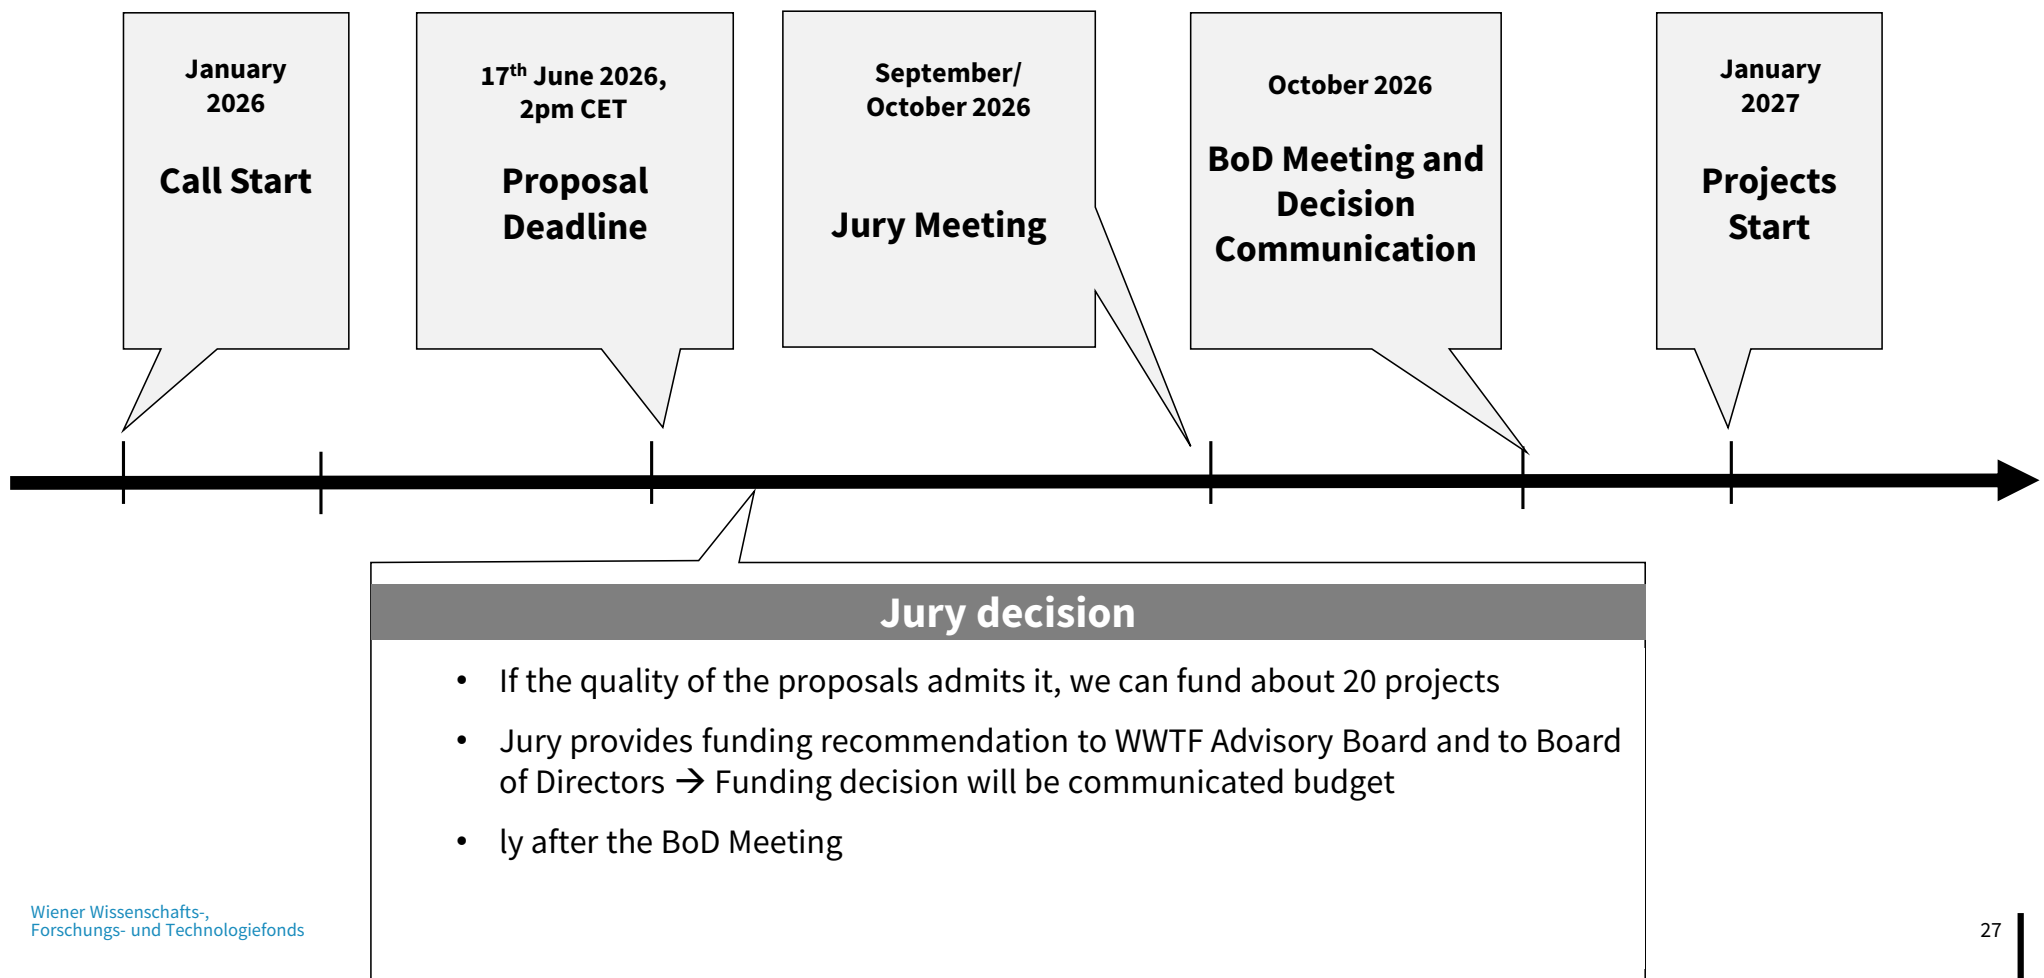 January
2026
Call Start
17th June 2026,
2pm CET
Proposal
Deadline
September/
October 2026
Jury Meeting
October 2026
BoD Meeting and
Decision
Communication
January
2027
Projects
Start
Jury decision
• If the quality of the proposals admits it, we can fund about 20 projects
• Jury provides funding recommendation to WWTF Advisory Board and to Board
of Directors → Funding decision will be communicated budget
• ly after the BoD Meeting
Wiener Wissenschafts-,
Forschungs- und Technologiefonds
27